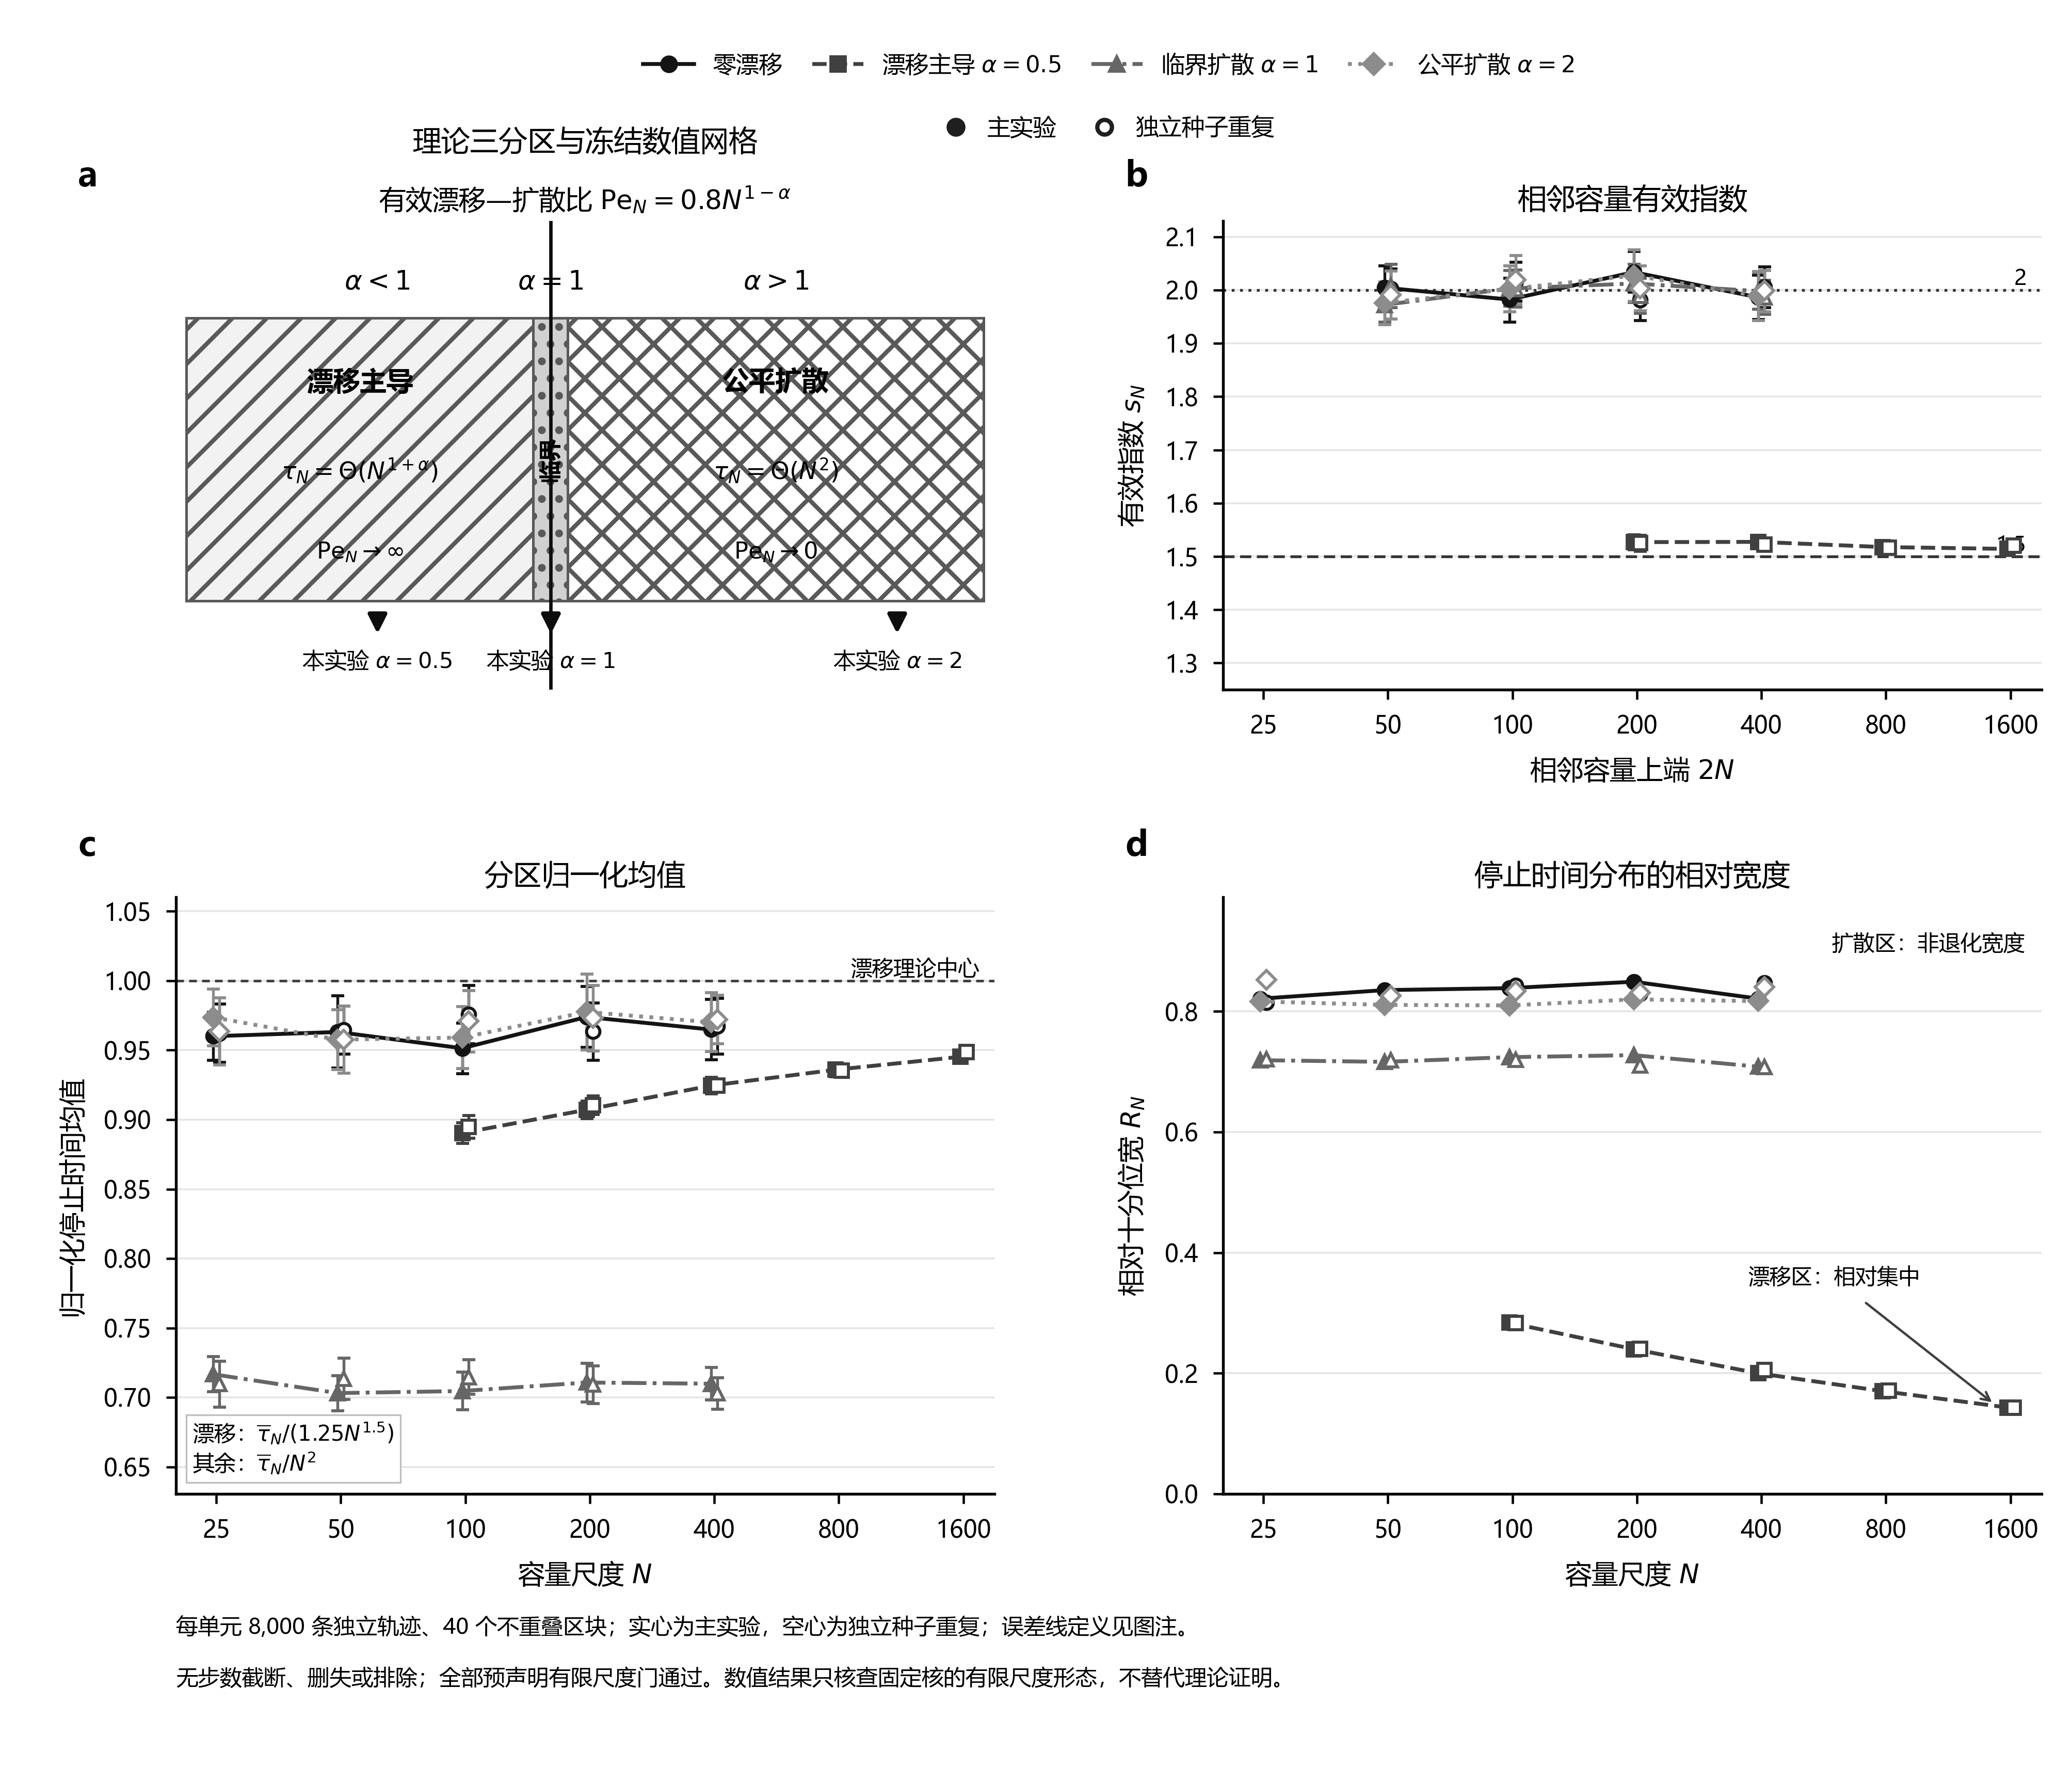 零漂移 漂移主导 α = 0.5 临界扩散 α = 1 公平扩散 α = 2
主实验 独立种子重复
a
理论三分区与冻结数值网格
有效漂移—扩散比 Pe_N = 0.8N^{1−α}
α < 1 α = 1 α > 1
漂移主导 公平扩散
临界
τ_N = Θ(N^{1+α}) τ_N = Θ(N^2)
Pe_N → ∞ Pe_N → 0
本实验 α = 0.5 本实验 α = 1 本实验 α = 2
b
相邻容量有效指数
有效指数 s_N
2.1
2.0
1.9
1.8
1.7
1.6
1.5
1.4
1.3
2
1.5
25 50 100 200 400 800 1600
相邻容量上端 2N
c
分区归一化均值
归一化停止时间均值
1.05
1.00
0.95
0.90
0.85
0.80
0.75
0.70
0.65
漂移理论中心
漂移：τ̅_N/(1.25N^{1.5})
其余：τ̅_N/N^2
25 50 100 200 400 800 1600
容量尺度 N
d
停止时间分布的相对宽度
相对十分位宽 R_N
0.8
0.6
0.4
0.2
0.0
扩散区：非退化宽度
漂移区：相对集中
25 50 100 200 400 800 1600
容量尺度 N
每单元 8,000 条独立轨迹、40 个不重叠区块；实心为主实验，空心为独立种子重复；误差线定义见图注。
无步数截断、删失或排除；全部预声明有限尺度门通过。数值结果只核查固定核的有限尺度形态，不替代理论证明。